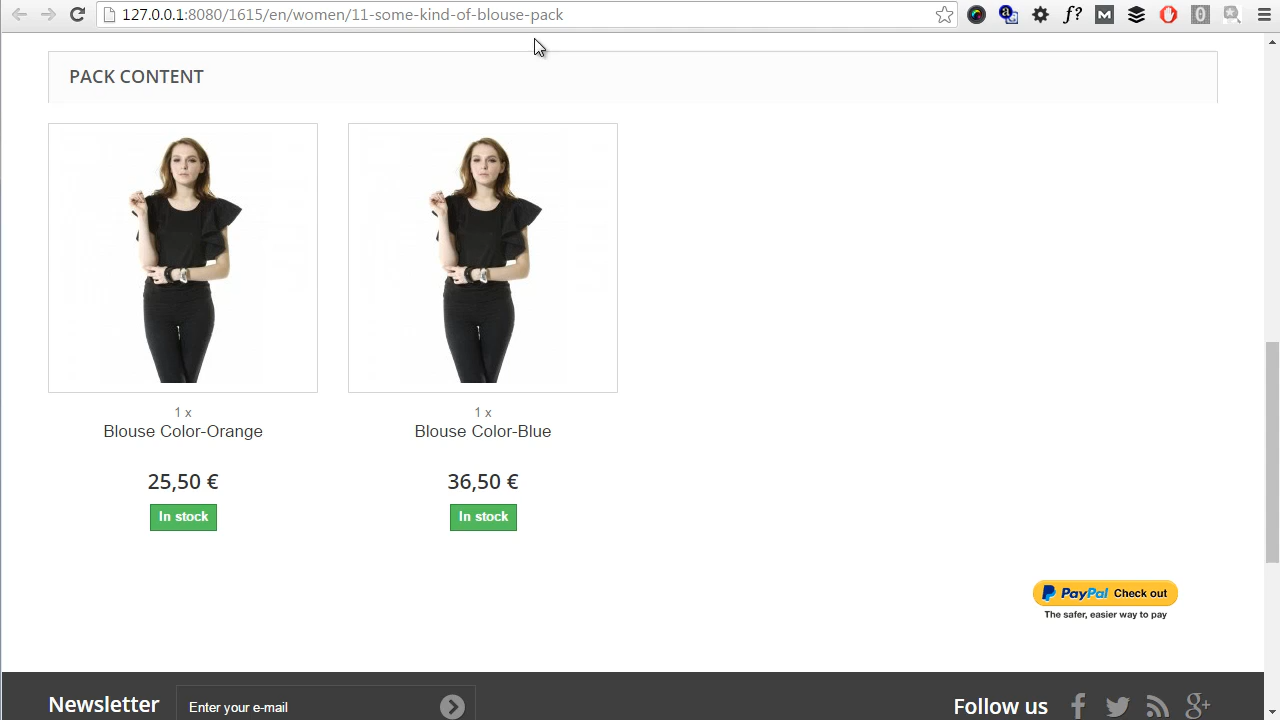 127.0.0.1:8080/1615/en/women/11-some-kind-of-blouse-pack
PACK CONTENT
1 x
Blouse Color-Orange
25,50 €
In stock
1 x
Blouse Color-Blue
36,50 €
In stock
PayPal Check out
The safer, easier way to pay
Newsletter
Enter your e-mail
Follow us